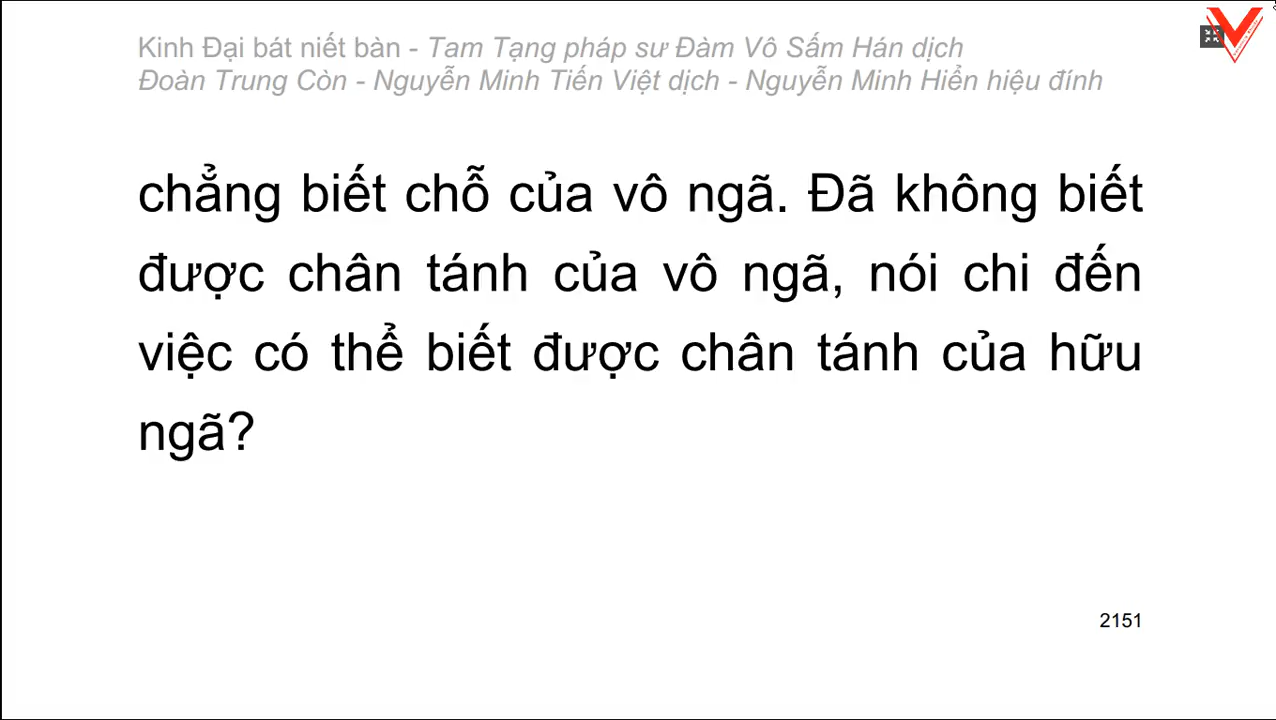 Kinh Đại bát niết bàn - Tam Tạng pháp sư Đàm Vô Sấm Hán dịch
Đoàn Trung Còn - Nguyễn Minh Tiến Việt dịch - Nguyễn Minh Hiển hiệu đính
chẳng biết chỗ của vô ngã. Đã không biết
được chân tánh của vô ngã, nói chi đến
việc có thể biết được chân tánh của hữu
ngã?
2151